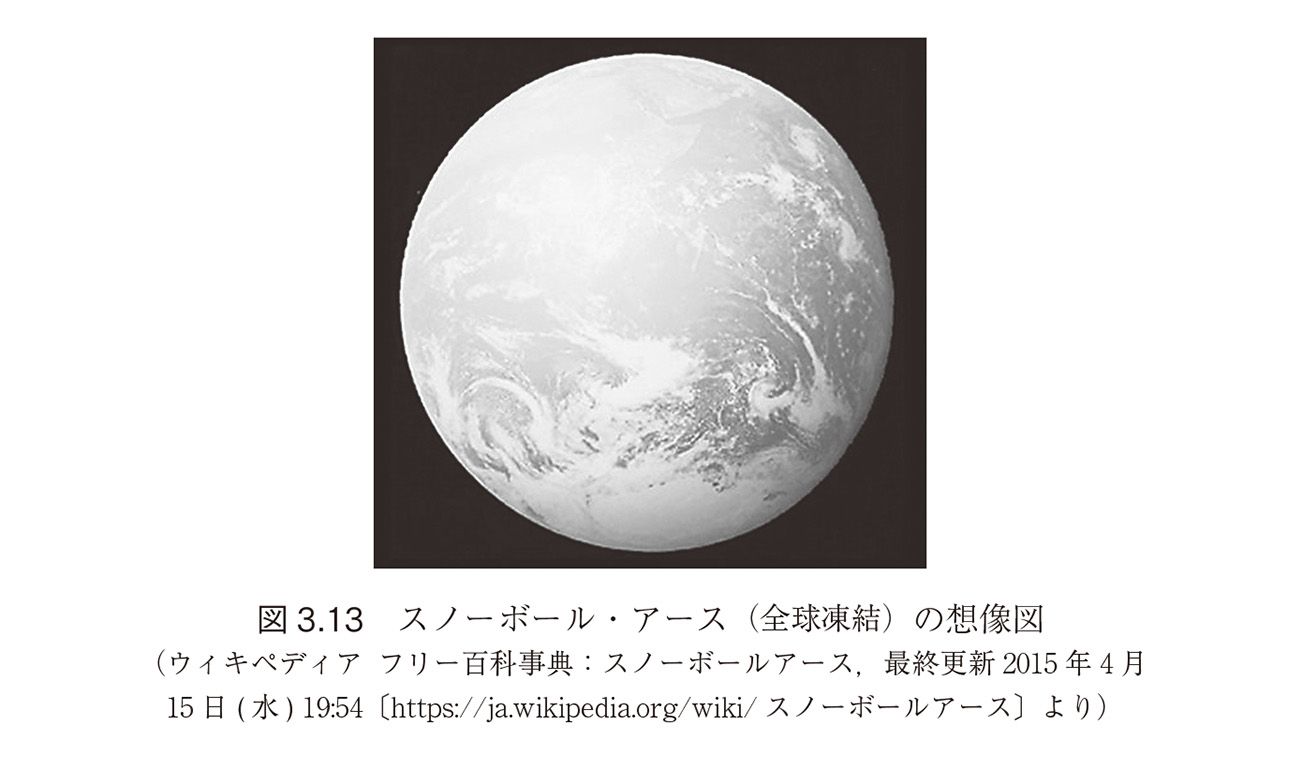 図 3.13　スノーボール・アース（全球凍結）の想像図
（ウィキペディア フリー百科事典：スノーボールアース，最終更新 2015 年 4 月
15 日 ( 水 ) 19:54〔https://ja.wikipedia.org/wiki/ スノーボールアース〕より）